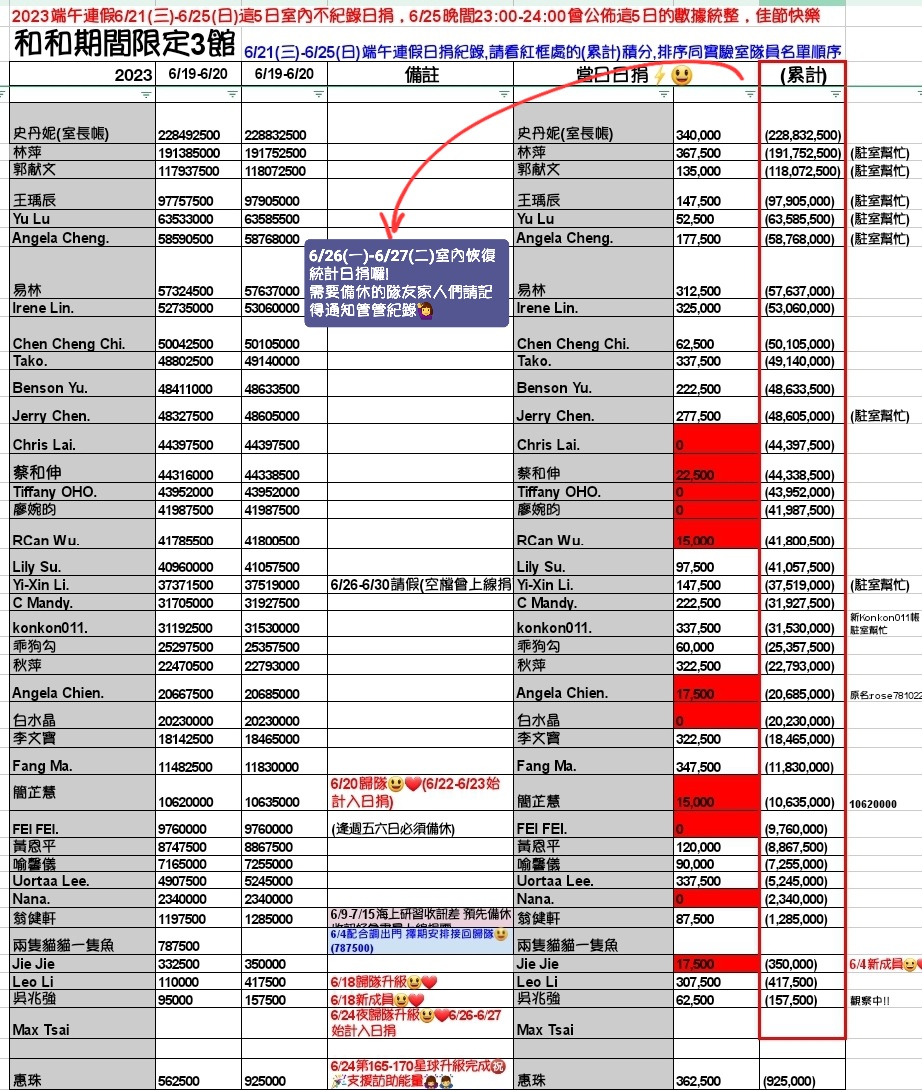 2023端午連假6/21(三)-6/25(日)這5日室內不紀錄日捐，6/25晚間23:00-24:00會公佈這5日的數據統整，佳節快樂
和和期間限定3館 6/21(三)-6/25(日)端午連假日捐紀錄,請看紅框處的(累計)積分,排序同實驗室隊員名單順序
2023 6/19-6/20 6/19-6/20 備註 當日日捐⚡😃 (累計)
史丹妮(室長帳) 228492500 228832500 史丹妮(室長帳) 340,000 (228,832,500)
林萍 191385000 191752500 林萍 367,500 (191,752,500) (駐室幫忙)
郭献文 117937500 118072500 郭献文 135,000 (118,072,500) (駐室幫忙)
王瑀辰 97757500 97905000 王瑀辰 147,500 (97,905,000) (駐室幫忙)
Yu Lu 63533000 63585500 Yu Lu 52,500 (63,585,500) (駐室幫忙)
Angela Cheng. 58590500 58768000 Angela Cheng. 177,500 (58,768,000) (駐室幫忙)
6/26(一)-6/27(二)室內恢復
統計日捐囉!
需要備休的隊友家人們請記
得通知管管紀錄🙋‍♀️
易林 57324500 57637000 易林 312,500 (57,637,000)
Irene Lin. 52735000 53060000 Irene Lin. 325,000 (53,060,000)
Chen Cheng Chi. 50042500 50105000 Chen Cheng Chi. 62,500 (50,105,000)
Tako. 48802500 49140000 Tako. 337,500 (49,140,000)
Benson Yu. 48411000 48633500 Benson Yu. 222,500 (48,633,500)
Jerry Chen. 48327500 48605000 Jerry Chen. 277,500 (48,605,000) (駐室幫忙)
Chris Lai. 44397500 44397500 Chris Lai. 0 (44,397,500)
蔡和伸 44316000 44338500 蔡和伸 22,500 (44,338,500)
Tiffany OHO. 43952000 43952000 Tiffany OHO. 0 (43,952,000)
廖婉昀 41987500 41987500 廖婉昀 0 (41,987,500)
RCan Wu. 41785500 41800500 RCan Wu. 15,000 (41,800,500)
Lily Su. 40960000 41057500 Lily Su. 97,500 (41,057,500)
Yi-Xin Li. 37371500 37519000 6/26-6/30請假(空檔會上線捐 Yi-Xin Li. 147,500 (37,519,000) (駐室幫忙)
C Mandy. 31705000 31927500 C Mandy. 222,500 (31,927,500)
konkon011. 31192500 31530000 konkon011. 337,500 (31,530,000) 新Konkon011帳
駐室幫忙
乖狗勾 25297500 25357500 乖狗勾 60,000 (25,357,500)
秋萍 22470500 22793000 秋萍 322,500 (22,793,000)
Angela Chien. 20667500 20685000 Angela Chien. 17,500 (20,685,000) 原名:rose781022
白水晶 20230000 20230000 白水晶 0 (20,230,000)
李文寶 18142500 18465000 李文寶 322,500 (18,465,000)
Fang Ma. 11482500 11830000 Fang Ma. 347,500 (11,830,000)
6/20歸隊😃❤️(6/22-6/23始
計入日捐)
簡芷慧 10620000 10635000 簡芷慧 15,000 (10,635,000) 10620000
FEI FEI. 9760000 9760000 (逢週五六日必須備休) FEI FEI. 0 (9,760,000)
黃恩平 8747500 8867500 黃恩平 120,000 (8,867,500)
喻馨儀 7165000 7255000 喻馨儀 90,000 (7,255,000)
Uortaa Lee. 4907500 5245000 Uortaa Lee. 337,500 (5,245,000)
Nana. 2340000 2340000 Nana. 0 (2,340,000)
翁健軒 1197500 1285000 6/9-7/15海上研習收訊差 預先備休 翁健軒 87,500 (1,285,000)
6/4配合調出門 擇期安排接回歸隊😃
(787500)
兩隻貓貓一隻魚 787500 兩隻貓貓一隻魚
Jie Jie 332500 350000 Jie Jie 17,500 (350,000) 6/4新成員😃❤️
Leo Li 110000 417500 6/18歸隊升級😃❤️ Leo Li 307,500 (417,500)
吳兆強 95000 157500 6/18新成員😃❤️ 吳兆強 62,500 (157,500) 觀察中!!
6/24夜歸隊升級😃❤️6/26-6/27
始計入日捐
Max Tsai Max Tsai
6/24第165-170星球升級完成㊗️
🎉支援訪助能量🙇‍♀️🙇‍♂️
惠珠 562500 925000 惠珠 362,500 (925,000)